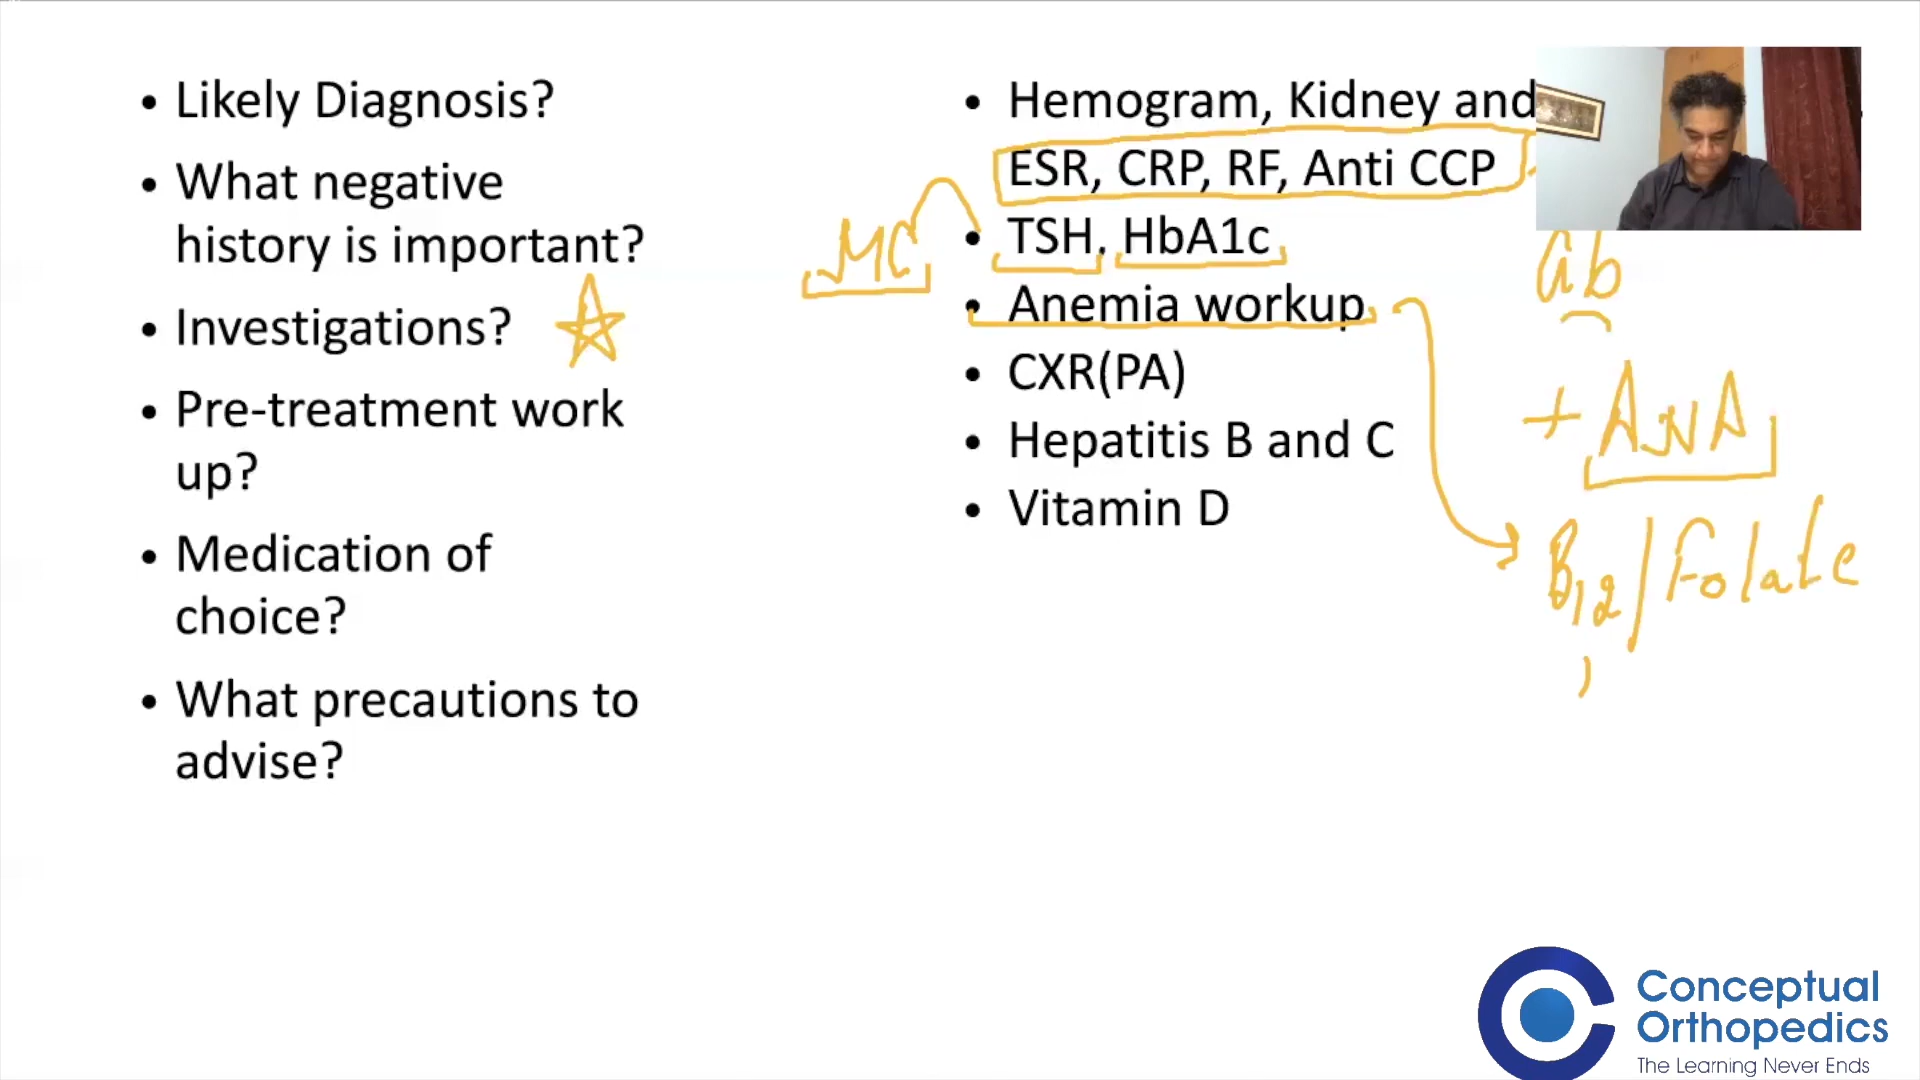 • Likely Diagnosis?
• What negative
history is important?
• Investigations?
• Pre-treatment work
up?
• Medication of
choice?
• What precautions to
advise?
• Hemogram, Kidney and
ESR, CRP, RF, Anti CCP
MC
• TSH, HbA1c
ab
• Anemia workup
• CXR(PA)
+ ANA
• Hepatitis B and C
• Vitamin D
B12/Folate
,
Conceptual
Orthopedics
The Learning Never Ends